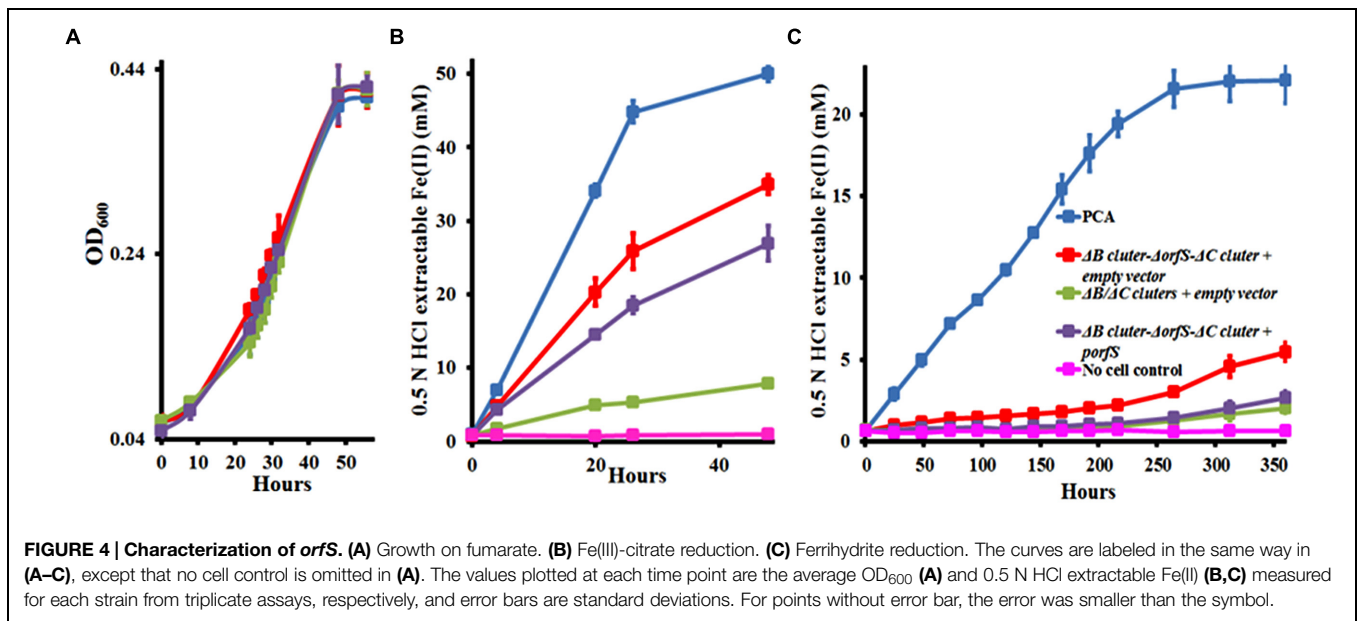 A
0.44
0.24
0.04
OD600
0 10 20 30 40 50
Hours
B
50
40
30
20
10
0
0.5 N HCl extractable Fe(II) (mM)
0 20 40
Hours
C
20
15
10
5
0
0.5 N HCl extractable Fe(II) (mM)
0 50 100 150 200 250 300 350
Hours
PCA
ΔB cluter-ΔorfS-ΔC cluter +
empty vector
ΔB/ΔC cluters + empty vector
ΔB cluter-ΔorfS-ΔC cluter +
porfS
No cell control
FIGURE 4 | Characterization of orfS. (A) Growth on fumarate. (B) Fe(III)-citrate reduction. (C) Ferrihydrite reduction. The curves are labeled in the same way in
(A–C), except that no cell control is omitted in (A). The values plotted at each time point are the average OD600 (A) and 0.5 N HCl extractable Fe(II) (B,C) measured
for each strain from triplicate assays, respectively, and error bars are standard deviations. For points without error bar, the error was smaller than the symbol.